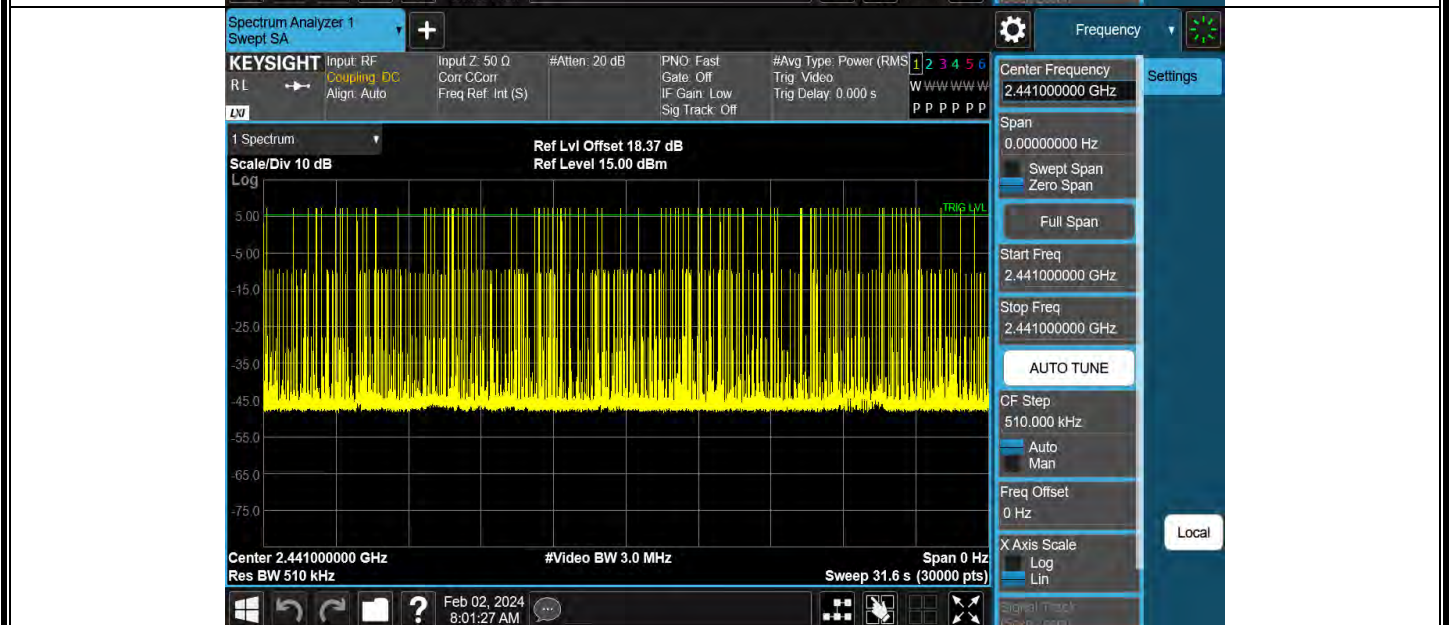 Spectrum Analyzer 1
Swept SA
+
Frequency
KEYSIGHT
RL
LXI
Input: RF
Coupling: DC
Align: Auto
Input Z: 50 Ω
Corr CCorr
Freq Ref: Int (S)
#Atten: 20 dB
PNO: Fast
Gate: Off
IF Gain: Low
Sig Track: Off
#Avg Type: Power (RMS
Trig: Video
Trig Delay: 0.000 s
1 2 3 4 5 6
W W W W W W
P P P P P P
Center Frequency
2.441000000 GHz
Settings
1 Spectrum
Scale/Div 10 dB
Log
Ref Lvl Offset 18.37 dB
Ref Level 15.00 dBm
TRIG LVL
5.00
-5.00
-15.0
-25.0
-35.0
-45.0
-55.0
-65.0
-75.0
Span
0.00000000 Hz
Swept Span
Zero Span
Full Span
Start Freq
2.441000000 GHz
Stop Freq
2.441000000 GHz
AUTO TUNE
CF Step
510.000 kHz
Auto
Man
Freq Offset
0 Hz
X Axis Scale
Log
Lin
Signal Track
Local
Center 2.441000000 GHz
#Video BW 3.0 MHz
Span 0 Hz
Res BW 510 kHz
Sweep 31.6 s (30000 pts)
?
Feb 02, 2024
8:01:27 AM